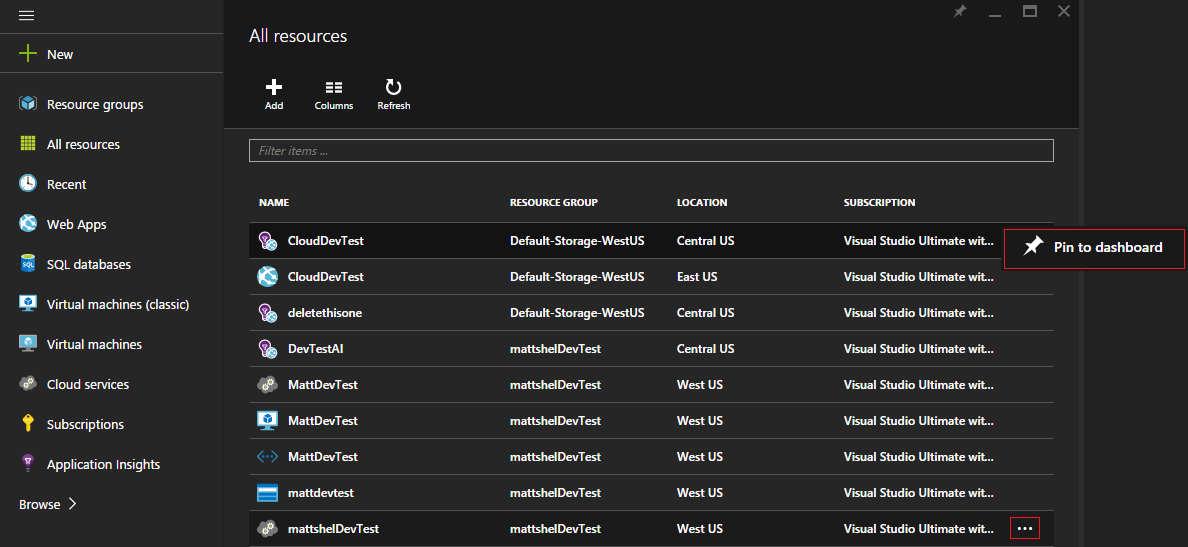 New
Resource groups
All resources
Recent
Web Apps
SQL databases
Virtual machines (classic)
Virtual machines
Cloud services
Subscriptions
Application Insights
Browse
All resources
Add Columns Refresh
Filter items ...
NAME RESOURCE GROUP LOCATION SUBSCRIPTION
CloudDevTest Default-Storage-WestUS Central US Visual Studio Ultimate wit...
CloudDevTest Default-Storage-WestUS East US Visual Studio Ultimate wit...
deletethisone Default-Storage-WestUS Central US Visual Studio Ultimate wit...
DevTestAI mattshelDevTest Central US Visual Studio Ultimate wit...
MattDevTest mattshelDevTest West US Visual Studio Ultimate wit...
MattDevTest mattshelDevTest West US Visual Studio Ultimate wit...
MattDevTest mattshelDevTest West US Visual Studio Ultimate wit...
mattdevtest mattshelDevTest West US Visual Studio Ultimate wit...
mattshelDevTest mattshelDevTest West US Visual Studio Ultimate wit... ...
Pin to dashboard